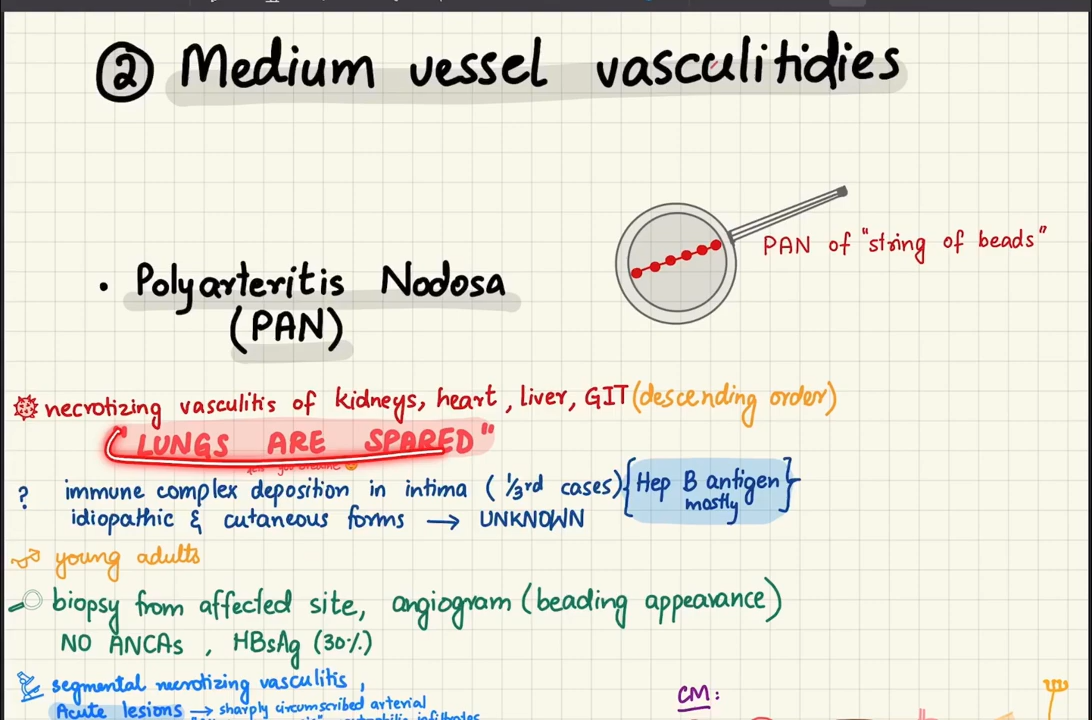 ② Medium vessel vasculitidies
PAN of "string of beads"
• Polyarteritis Nodosa
(PAN)
necrotizing vasculitis of kidneys, heart, liver, GIT (descending order)
"LUNGS ARE SPARED"
? immune complex deposition in intima (1/3rd cases) {Hep B antigen
mostly}
idiopathic & cutaneous forms → UNKNOWN
young adults
biopsy from affected site, angiogram (beading appearance)
NO ANCAs, HBsAg (30%)
segmental necrotizing vasculitis,
Acute lesions → sharply circumscribed arterial
CM: